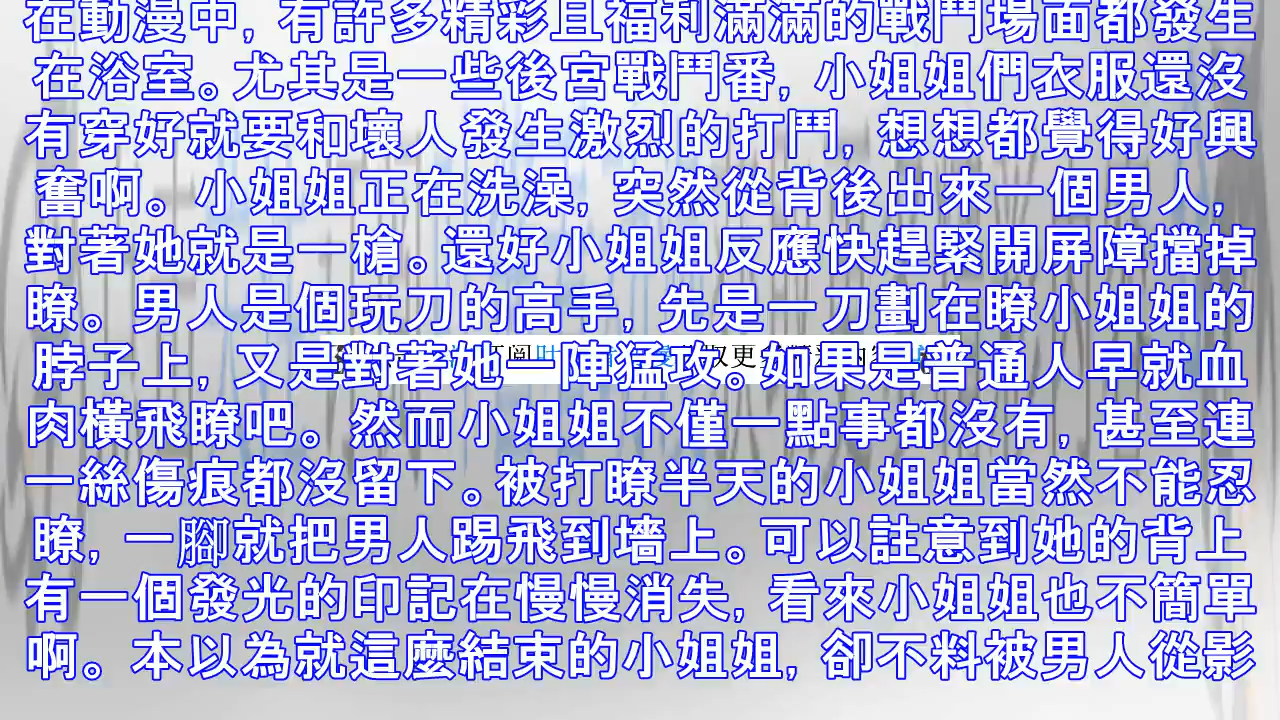 在動漫中, 有許多精彩且福利滿滿的戰鬥場面都發生
在浴室。尤其是一些後宮戰鬥番, 小姐姐們衣服還沒
有穿好就要和壞人發生激烈的打鬥, 想想都覺得好興
奮啊。小姐姐正在洗澡, 突然從背後出來一個男人,
對著她就是一槍。還好小姐姐反應快趕緊開屏障擋掉
瞭。男人是個玩刀的高手, 先是一刀劃在瞭小姐姐的
脖子上, 又是對著她一陣猛攻。如果是普通人早就血
肉橫飛瞭吧。然而小姐姐不僅一點事都沒有, 甚至連
一絲傷痕都沒留下。被打瞭半天的小姐姐當然不能忍
瞭, 一腳就把男人踢飛到墻上。可以註意到她的背上
有一個發光的印記在慢慢消失, 看來小姐姐也不簡單
啊。本以為就這麼結束的小姐姐, 卻不料被男人從影